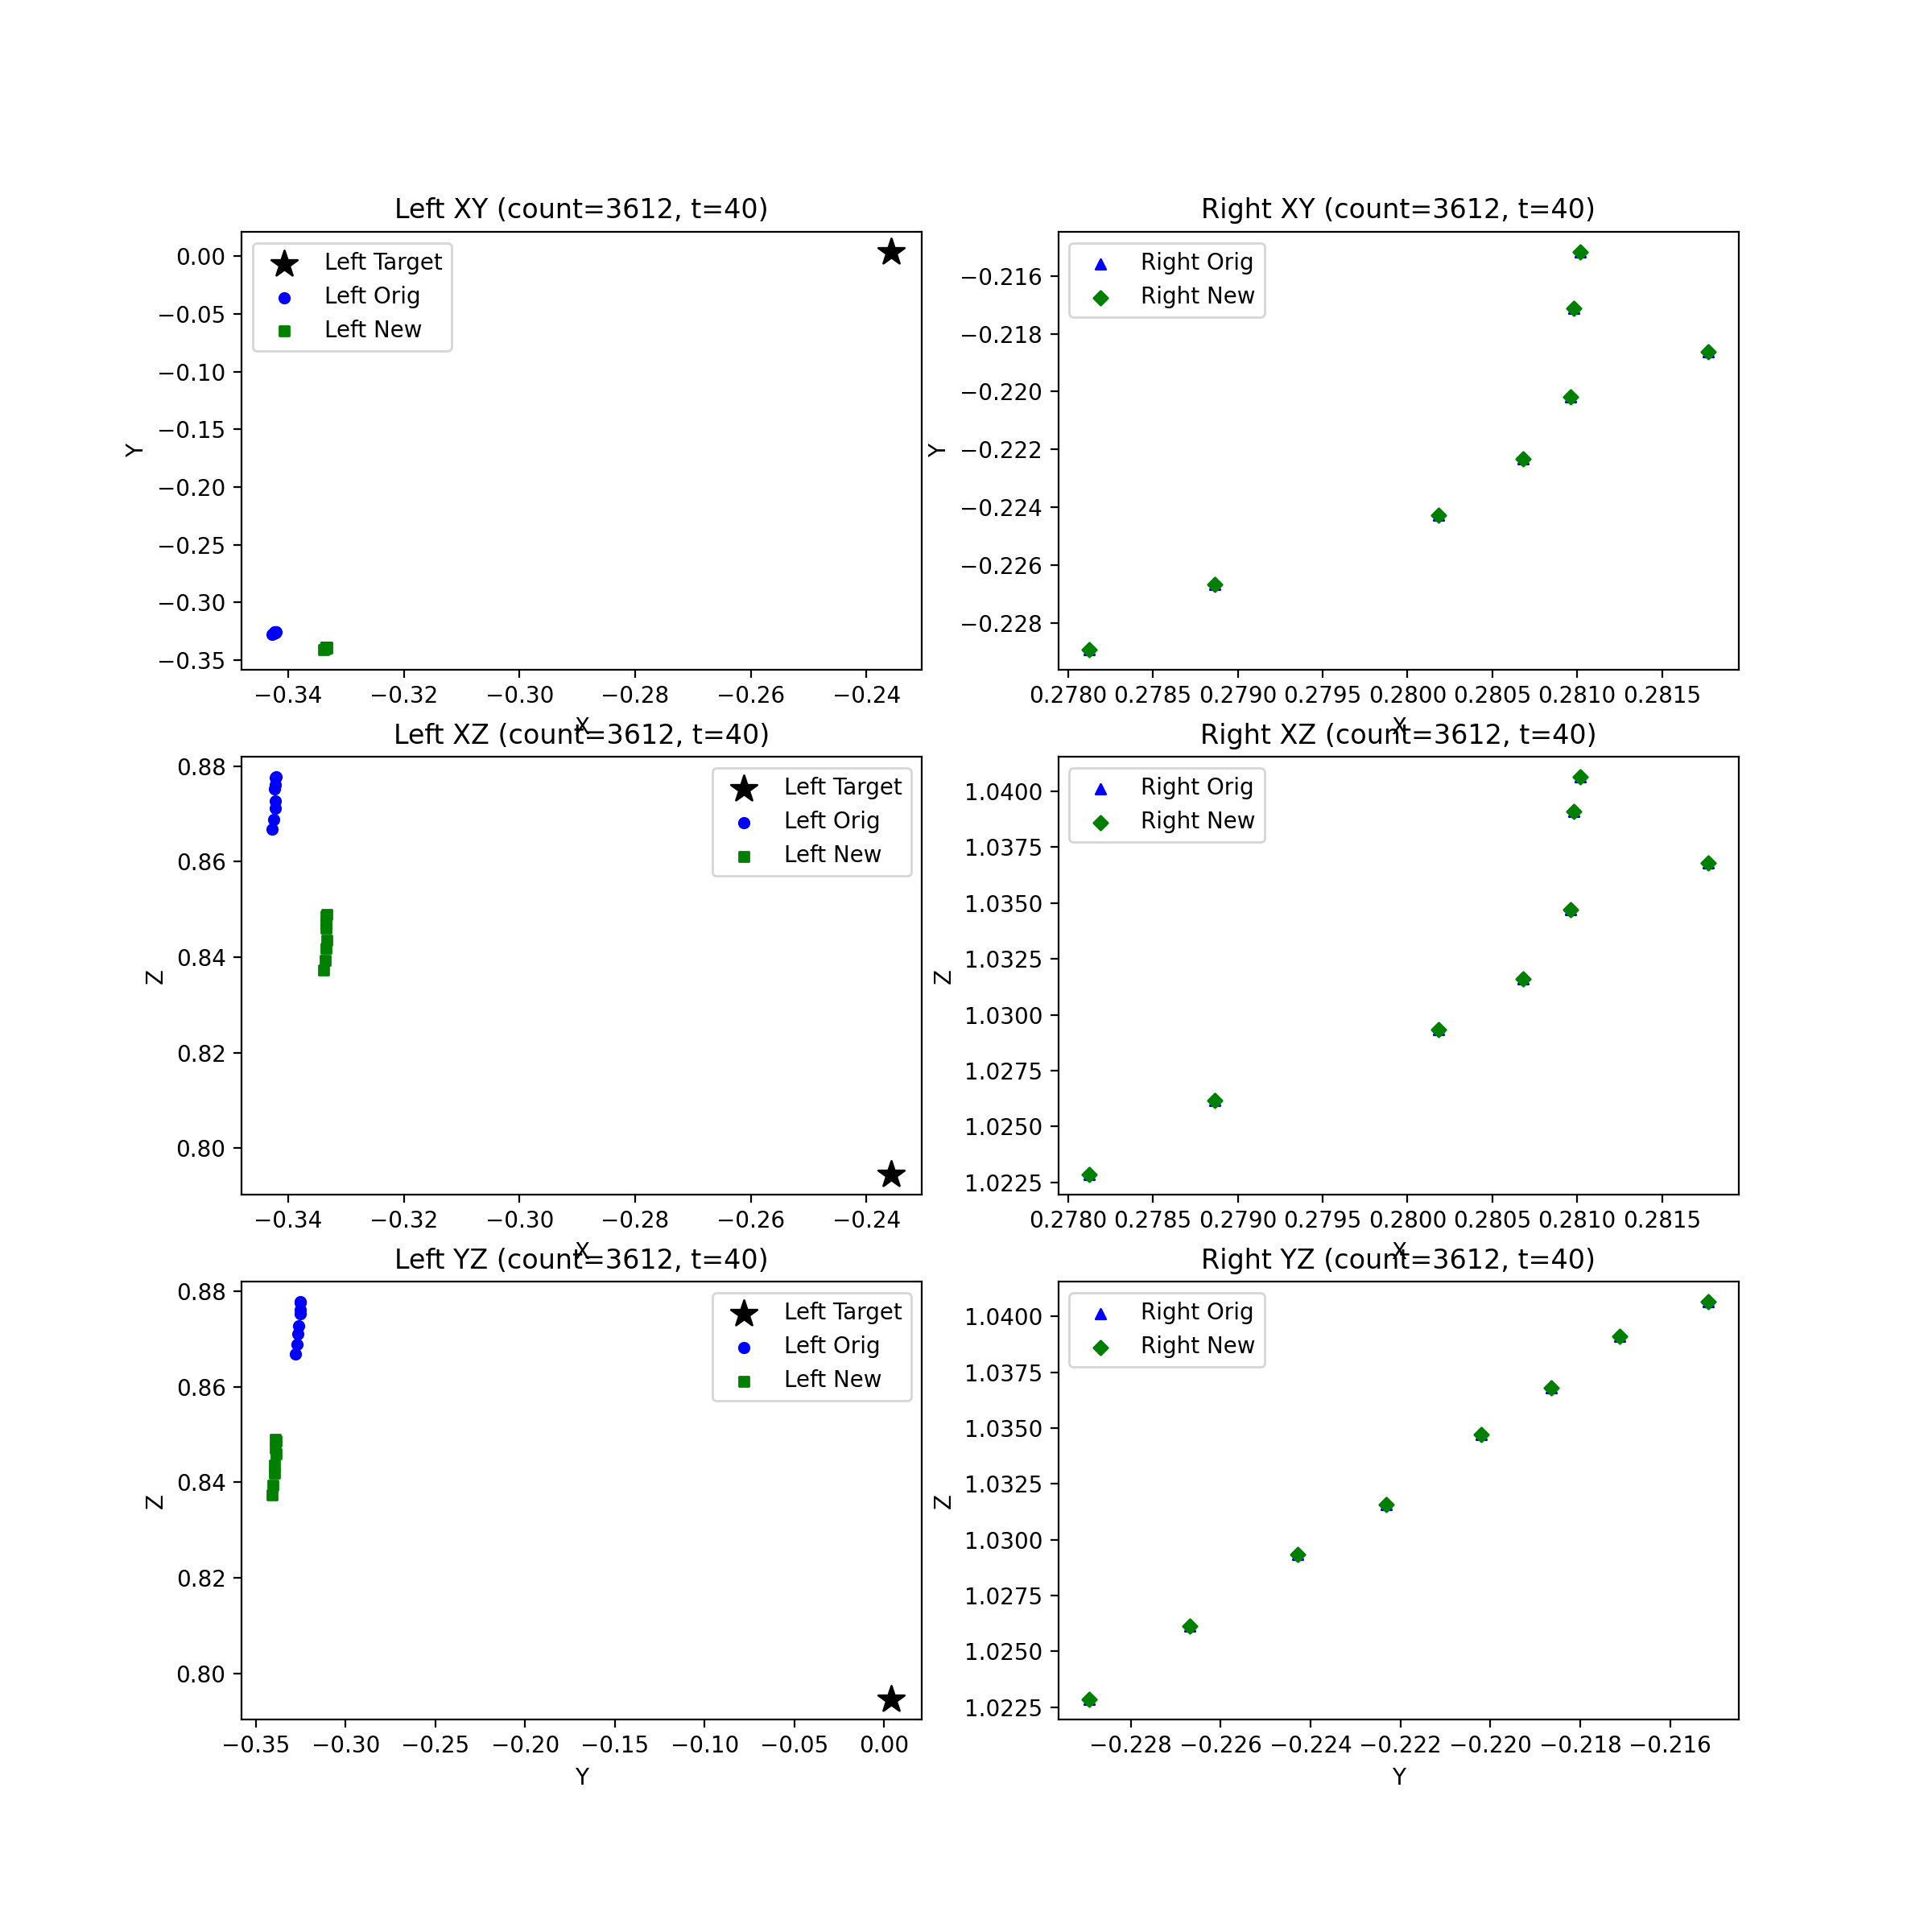 Left XY (count=3612, t=40)
Left Target
Left Orig
Left New
0.00
−0.05
−0.10
−0.15
−0.20
−0.25
−0.30
−0.35
Y
−0.34
−0.32
−0.30
−0.28
−0.26
−0.24
X
Right XY (count=3612, t=40)
Right Orig
Right New
−0.216
−0.218
−0.220
−0.222
−0.224
−0.226
−0.228
Y
0.2780
0.2785
0.2790
0.2795
0.2800
0.2805
0.2810
0.2815
X
Left XZ (count=3612, t=40)
Left Target
Left Orig
Left New
0.88
0.86
0.84
0.82
0.80
Z
−0.34
−0.32
−0.30
−0.28
−0.26
−0.24
X
Right XZ (count=3612, t=40)
Right Orig
Right New
1.0400
1.0375
1.0350
1.0325
1.0300
1.0275
1.0250
1.0225
Z
0.2780
0.2785
0.2790
0.2795
0.2800
0.2805
0.2810
0.2815
X
Left YZ (count=3612, t=40)
Left Target
Left Orig
Left New
0.88
0.86
0.84
0.82
0.80
Z
−0.35
−0.30
−0.25
−0.20
−0.15
−0.10
−0.05
0.00
Y
Right YZ (count=3612, t=40)
Right Orig
Right New
1.0400
1.0375
1.0350
1.0325
1.0300
1.0275
1.0250
1.0225
Z
−0.228
−0.226
−0.224
−0.222
−0.220
−0.218
−0.216
Y